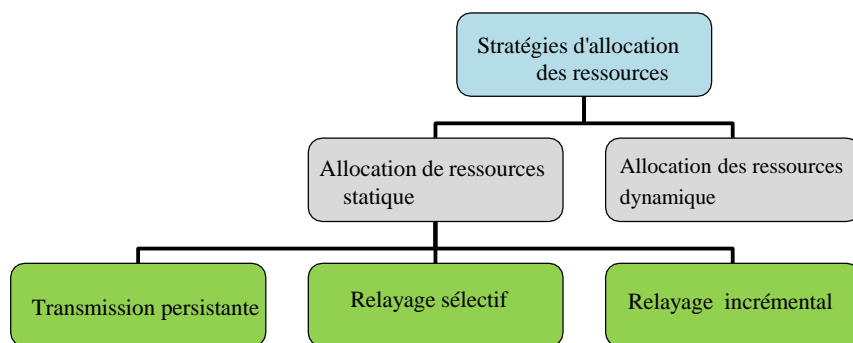 Stratégies d'allocation
des ressources
Allocation de ressources
statique
Allocation des ressources
dynamique
Transmission persistante
Relayage sélectif
Relayage incrémental